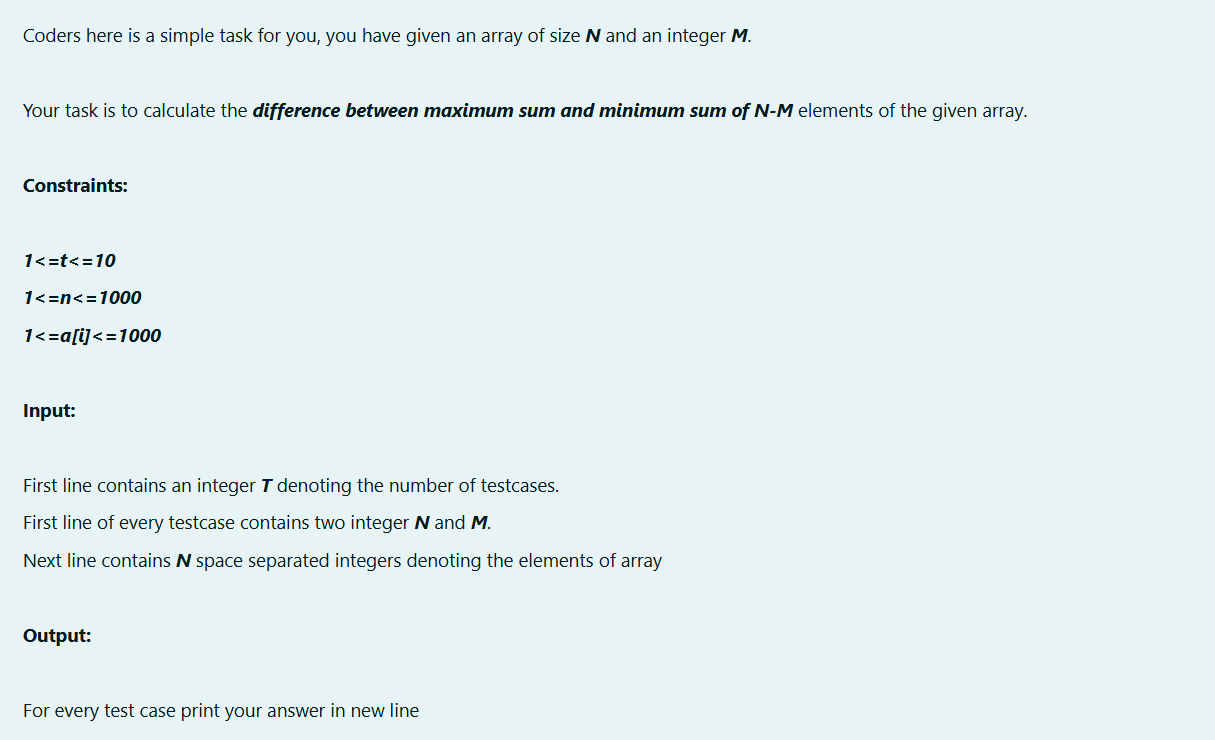 Coders here is a simple task for you, you have given an array of size N and an integer M.
Your task is to calculate the difference between maximum sum and minimum sum of N-M elements of the given array.
Constraints:
1<=t<=10
1<=n<=1000
1<=a[i]<=1000
Input:
First line contains an integer T denoting the number of testcases.
First line of every testcase contains two integer N and M.
Next line contains N space separated integers denoting the elements of array
Output:
For every test case print your answer in new line